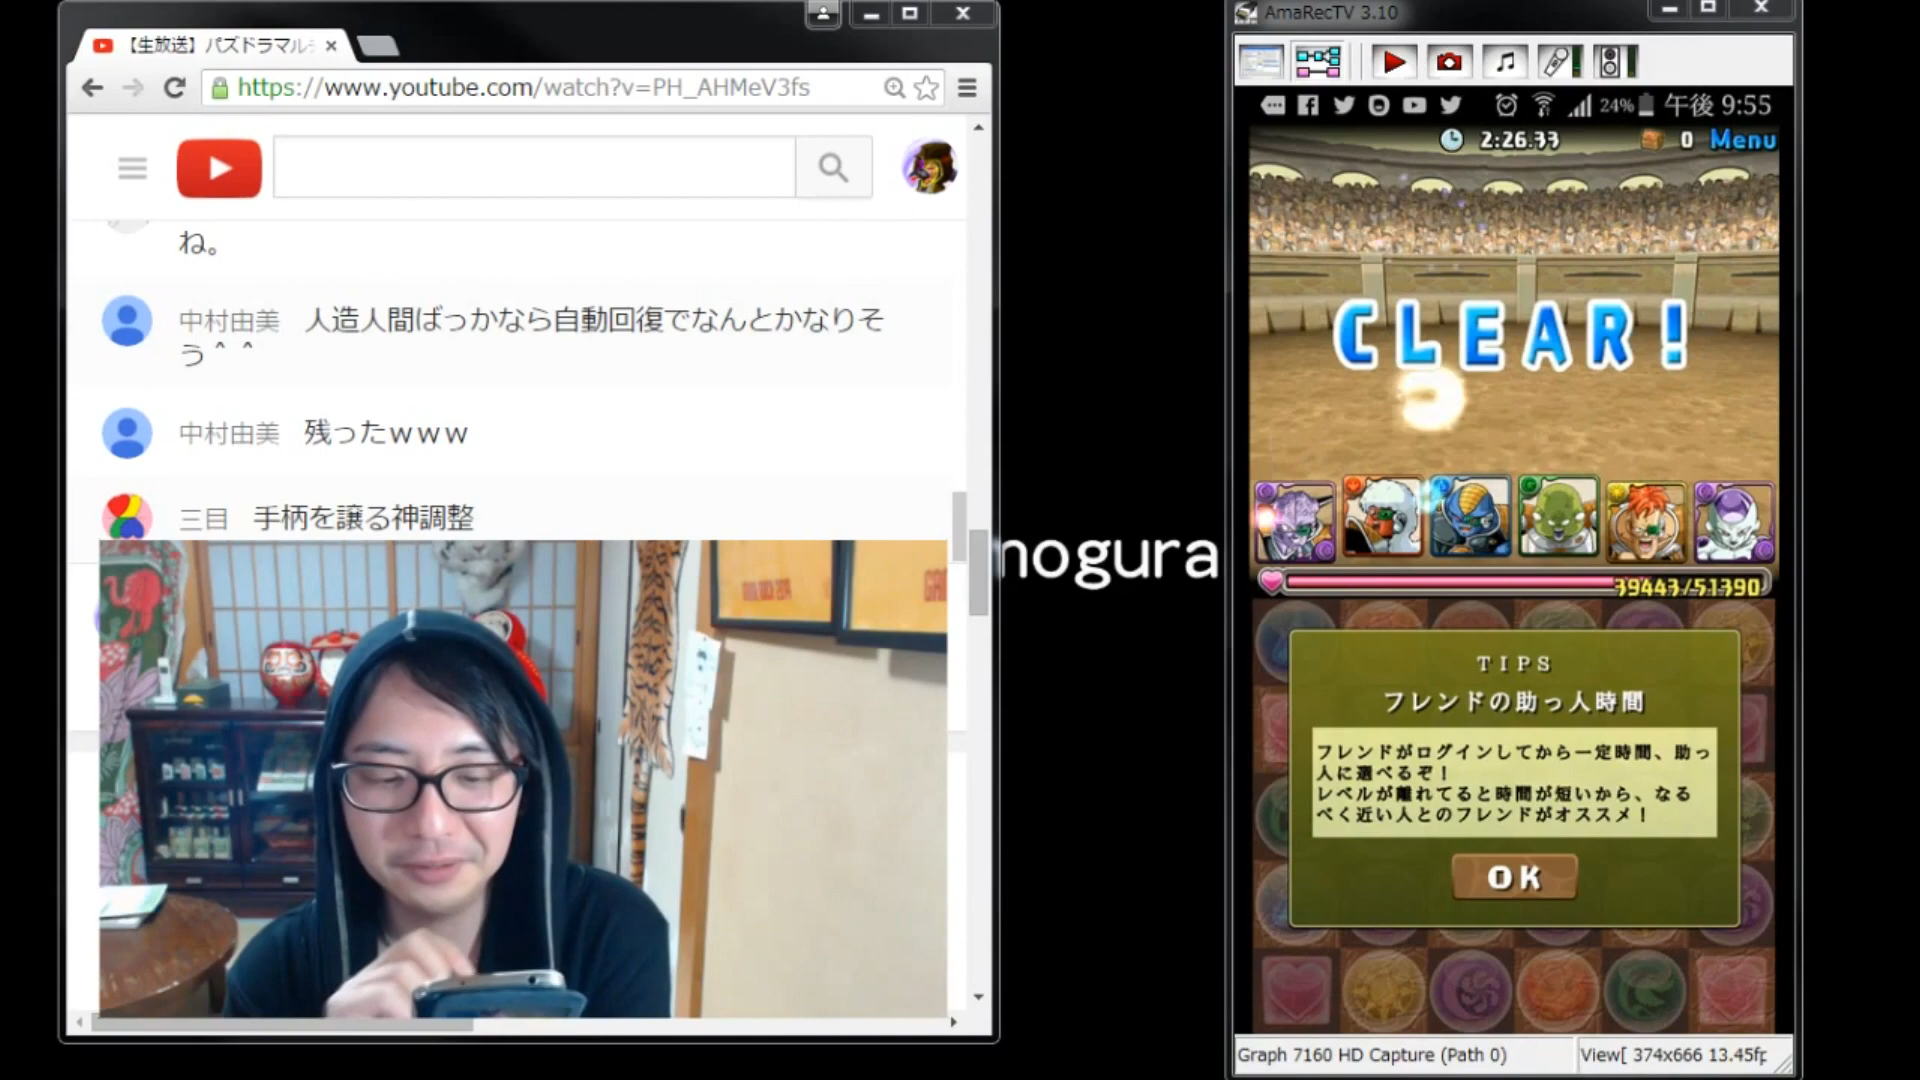 【生放送】パズドラマル
https://www.youtube.com/watch?v=PH_AHMeV3fs
ね。
中村由美 人造人間ばっかなら自動回復でなんとかなりそ
う＾＾
中村由美 残ったｗｗｗ
三目 手柄を譲る神調整
nogura
AmaRecTV 3.10
24% 午後 9:55
2:26.33 0 Menu
CLEAR!
39443/51390
TIPS
フレンドの助っ人時間
フレンドがログインしてから一定時間、助っ
人に選べるぞ！
レベルが離れてると時間が短いから、なる
べく近い人とのフレンドがオススメ！
OK
Graph 7160 HD Capture (Path 0)
View[ 374x666 13.45fp